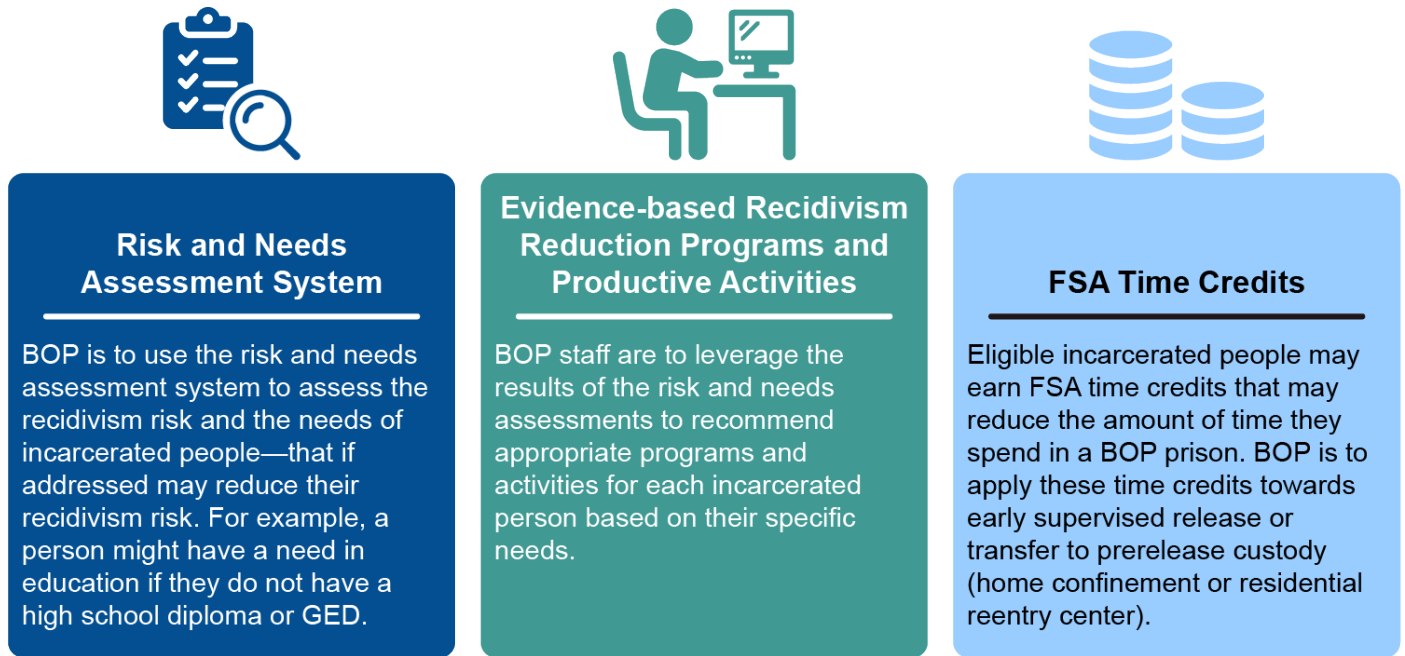 Risk and Needs
Assessment System
BOP is to use the risk and needs
assessment system to assess the
recidivism risk and the needs of
incarcerated people—that if
addressed may reduce their
recidivism risk. For example, a
person might have a need in
education if they do not have a
high school diploma or GED.
Evidence-based Recidivism
Reduction Programs and
Productive Activities
BOP staff are to leverage the
results of the risk and needs
assessments to recommend
appropriate programs and
activities for each incarcerated
person based on their specific
needs.
FSA Time Credits
Eligible incarcerated people may
earn FSA time credits that may
reduce the amount of time they
spend in a BOP prison. BOP is to
apply these time credits towards
early supervised release or
transfer to prerelease custody
(home confinement or residential
reentry center).